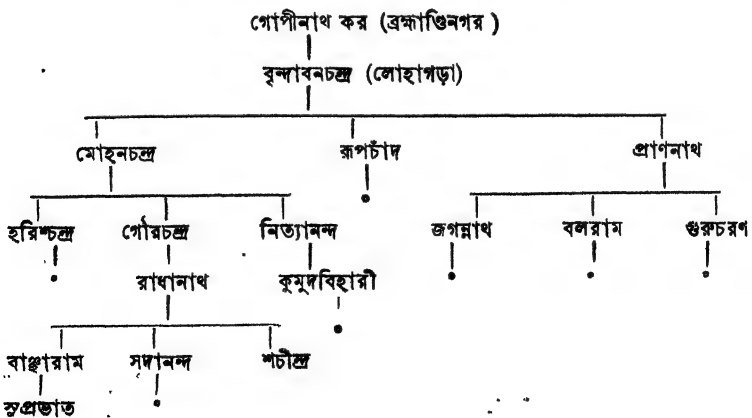 গোপীনাথ কর (ব্রহ্মাণ্ডিনগর)
বৃন্দাবনচন্দ্র (লোহাগড়া)
মোহনচন্দ্র রূপচাঁদ প্রাণনাথ
হরিশ্চন্দ্র গৌরচন্দ্র নিত্যানন্দ জগন্নাথ বলরাম গুরুচরণ
রাধানাথ কুমুদবিহারী
বাঞ্ছারাম সদানন্দ শচীন্দ্র
সুপ্রভাত